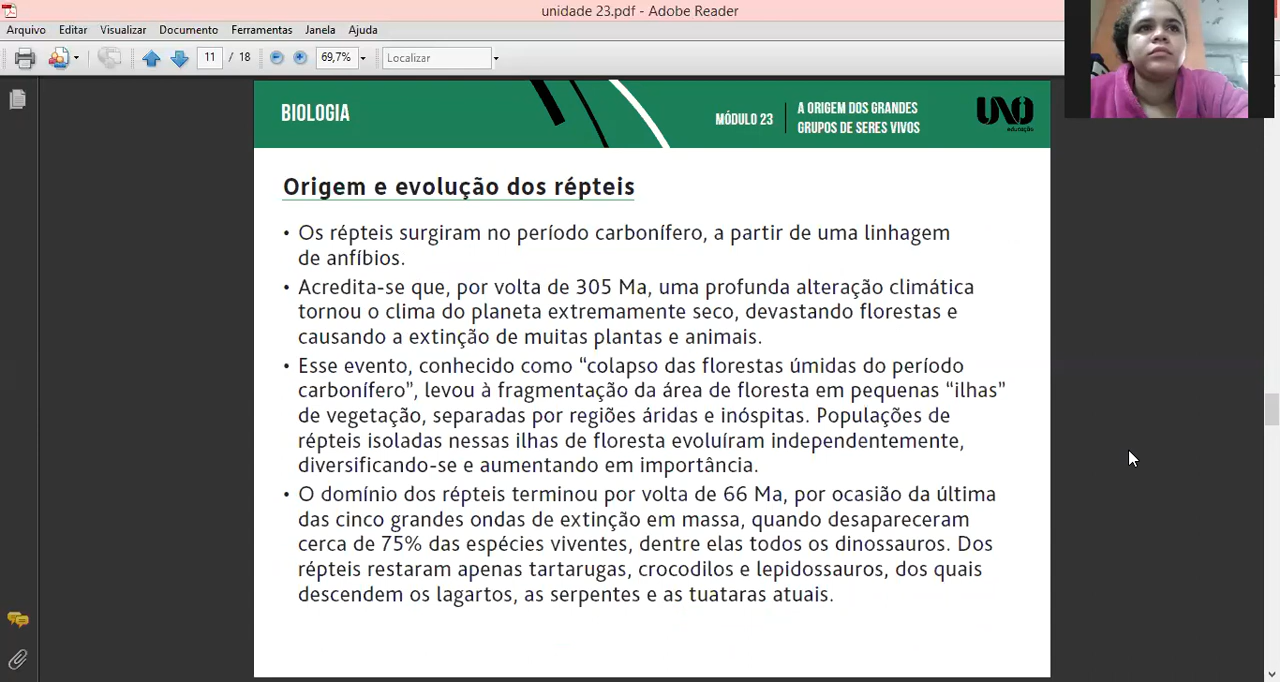 unidade 23.pdf - Adobe Reader
Arquivo Editar Visualizar Documento Ferramentas Janela Ajuda
11 / 18 69,7% Localizar
BIOLOGIA
MÓDULO 23
A ORIGEM DOS GRANDES
GRUPOS DE SERES VIVOS
UNO
educação
Origem e evolução dos répteis
• Os répteis surgiram no período carbonífero, a partir de uma linhagem
de anfíbios.
• Acredita-se que, por volta de 305 Ma, uma profunda alteração climática
tornou o clima do planeta extremamente seco, devastando florestas e
causando a extinção de muitas plantas e animais.
• Esse evento, conhecido como “colapso das florestas úmidas do período
carbonífero”, levou à fragmentação da área de floresta em pequenas “ilhas”
de vegetação, separadas por regiões áridas e inóspitas. Populações de
répteis isoladas nessas ilhas de floresta evoluíram independentemente,
diversificando-se e aumentando em importância.
• O domínio dos répteis terminou por volta de 66 Ma, por ocasião da última
das cinco grandes ondas de extinção em massa, quando desapareceram
cerca de 75% das espécies viventes, dentre elas todos os dinossauros. Dos
répteis restaram apenas tartarugas, crocodilos e lepidossauros, dos quais
descendem os lagartos, as serpentes e as tuataras atuais.